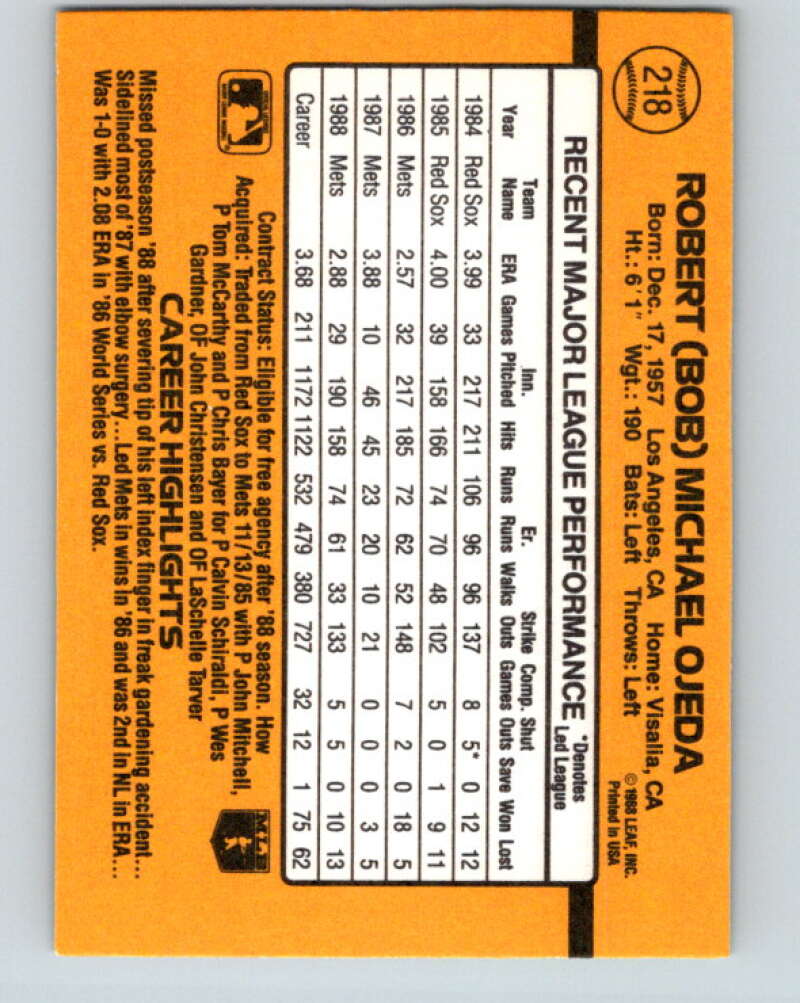 218
ROBERT (BOB) MICHAEL OJEDA
Born: Dec. 17, 1957 Los Angeles, CA Home: Visalia, CA
Ht.: 6'1" Wgt.: 190 Bats: Left Throws: Left
© 1988 LEAF, INC.
Printed in USA
RECENT MAJOR LEAGUE PERFORMANCE *Denotes Led League
Team Inn. Er. Strike Comp. Shut
Year Name ERA Games Pitched Hits Runs Runs Walks Outs Games Outs Save Won Lost
1984 Red Sox 3.99 33 217 211 106 96 96 137 8 5* 0 12 12
1985 Red Sox 4.00 39 158 166 74 70 48 102 5 0 1 9 11
1986 Mets 2.57 32 217 185 72 62 52 148 7 2 0 18 5
1987 Mets 3.88 10 46 45 23 20 10 21 0 0 0 3 5
1988 Mets 2.88 29 190 158 74 61 33 133 5 5 0 10 13
Career 3.68 211 1172 1122 532 479 380 727 32 12 1 75 62
Contract Status: Eligible for free agency after '88 season. How
Acquired: Traded from Red Sox to Mets 11/13/85 with P John Mitchell,
P Tom McCarthy and P Chris Bayer for P Calvin Schiraldi, P Wes
Gardner, OF John Christensen and OF LaSchelle Tarver
MLB
CAREER HIGHLIGHTS
Missed postseason '88 after severing tip of his left index finger in freak gardening accident...
Sidelined most of '87 with elbow surgery...Led Mets in wins in '86 and was 2nd in NL in ERA...
Was 1-0 with 2.08 ERA in '86 World Series vs. Red Sox.